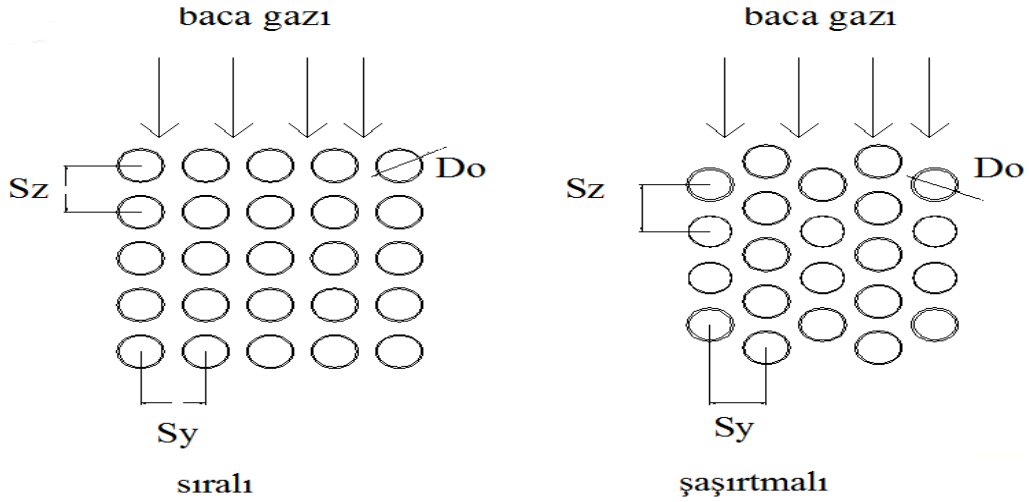 baca gazı
Sz
Do
Sy
sıralı
baca gazı
Sz
Do
Sy
şaşırtmalı